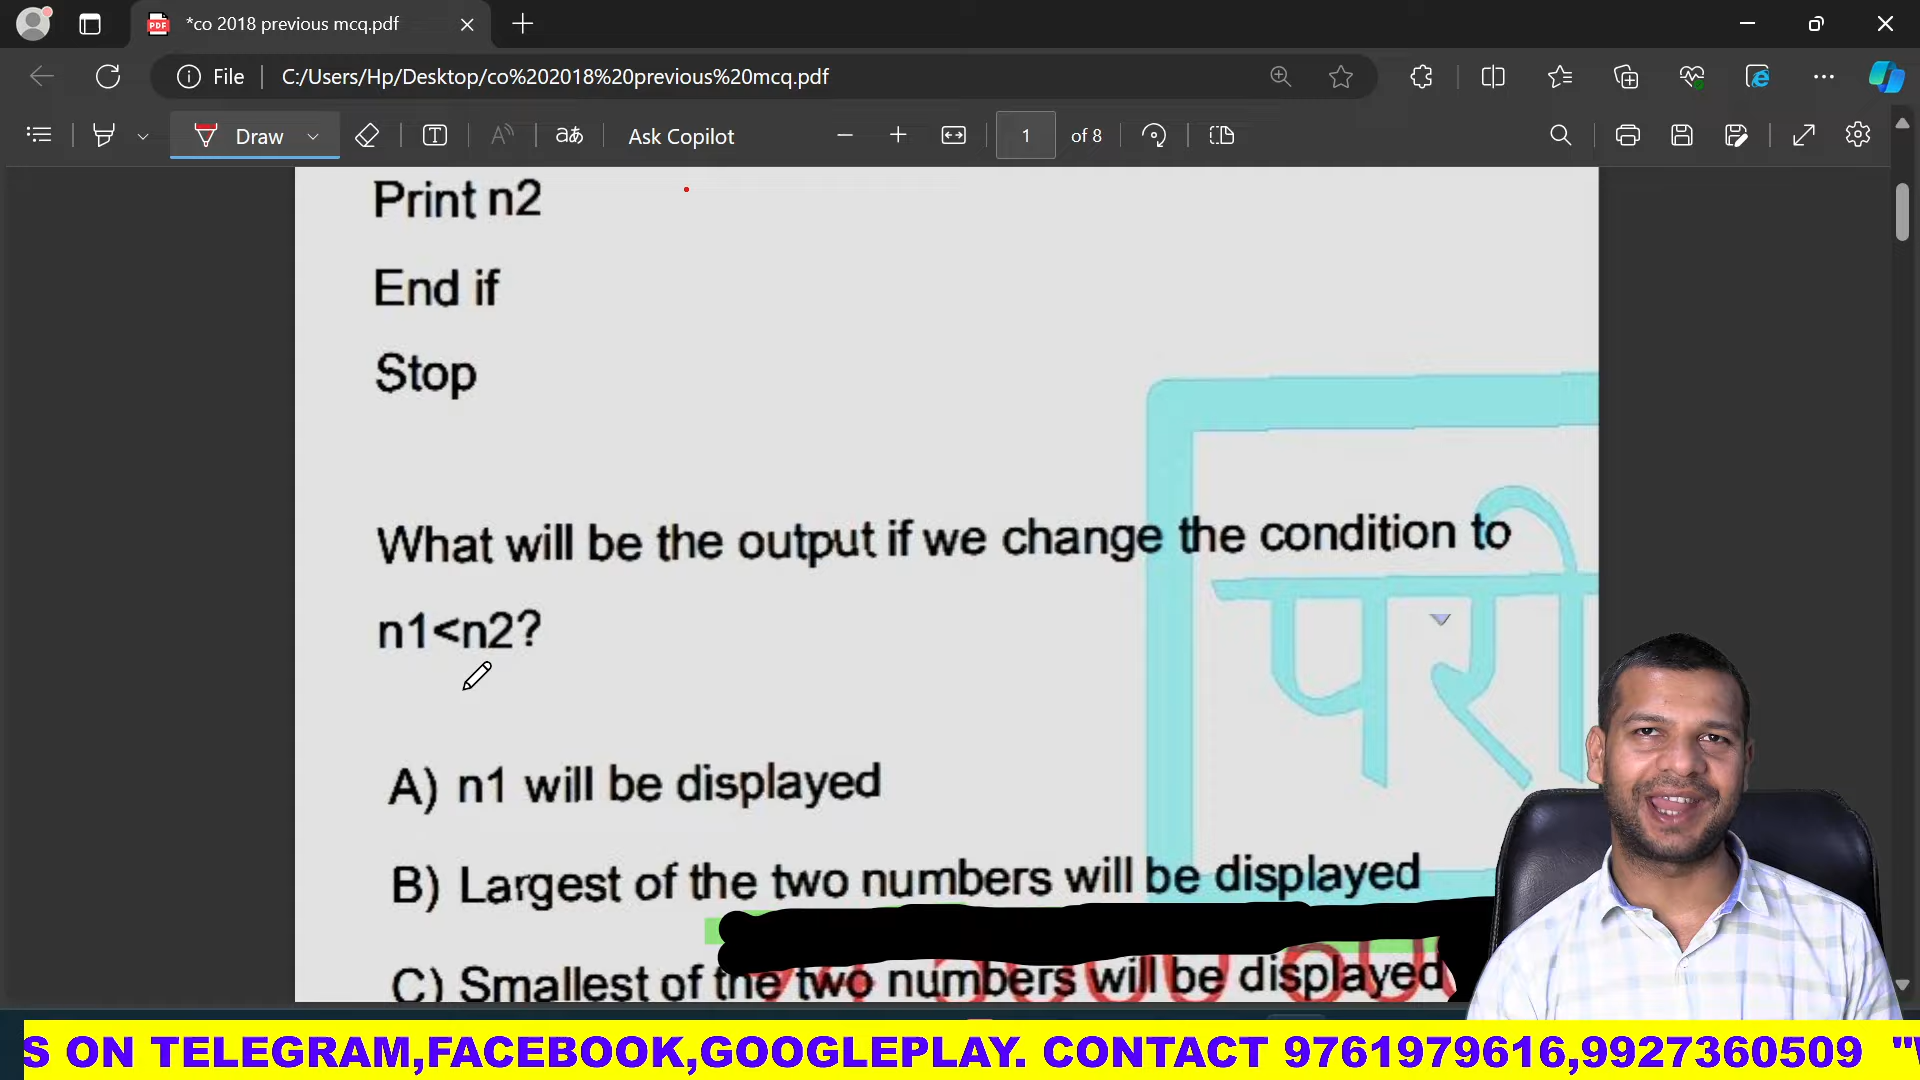 *co 2018 previous mcq.pdf
File C:/Users/Hp/Desktop/co%202018%20previous%20mcq.pdf
Draw aあ Ask Copilot 1 of 8
Print n2
End if
Stop
What will be the output if we change the condition to
n1<n2?
A) n1 will be displayed
B) Largest of the two numbers will be displayed
C) Smallest of the two numbers will be displayed
परी
S ON TELEGRAM,FACEBOOK,GOOGLEPLAY. CONTACT 9761979616,9927360509 "